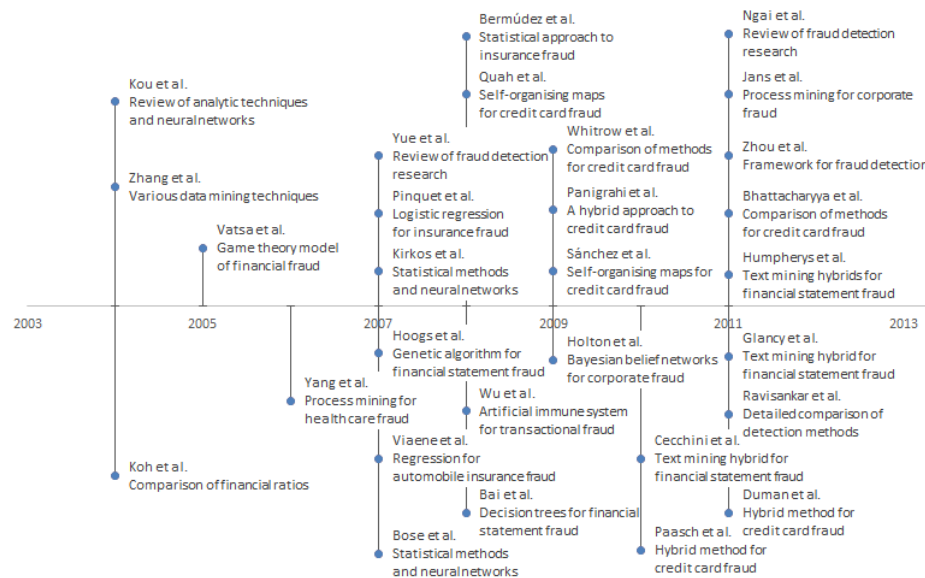 Kou et al.
Review of analytic techniques
and neural networks
Zhang et al.
Various data mining techniques
Vatsa et al.
Game theory model
of financial fraud
Bermúdez et al.
Statistical approach to
insurance fraud
Quah et al.
Self-organising maps
for credit card fraud
Yue et al.
Review of fraud detection
research
Pinquet et al.
Logistic regression
for insurance fraud
Kirkos et al.
Statistical methods
and neural networks
Whitrow et al.
Comparison of methods
for credit card fraud
Panigrahi et al.
A hybrid approach to
credit card fraud
Sánchez et al.
Self-organising maps for
credit card fraud
Ngai et al.
Review of fraud detection
research
Jans et al.
Process mining for corporate
fraud
Zhou et al.
Framework for fraud detection
Bhattacharyya et al.
Comparison of methods
for credit card fraud
Humpherys et al.
Text mining hybrids for
financial statement fraud
2003
2005
2007
2009
2011
2013
Koh et al.
Comparison of financial ratios
Yang et al.
Process mining for
healthcare fraud
Hoogs et al.
Genetic algorithm for
financial statement fraud
Viaene et al.
Regression for
automobile insurance fraud
Bose et al.
Statistical methods
and neural networks
Wu et al.
Artificial immune system
for transactional fraud
Bai et al.
Decision trees for financial
statement fraud
Holton et al.
Bayesian belief networks
for corporate fraud
Cecchini et al.
Text mining hybrid for
financial statement fraud
Paasch et al.
Hybrid method for
credit card fraud
Glancy et al.
Text mining hybrid for
financial statement fraud
Ravisankar et al.
Detailed comparison of
detection methods
Duman et al.
Hybrid method for
credit card fraud